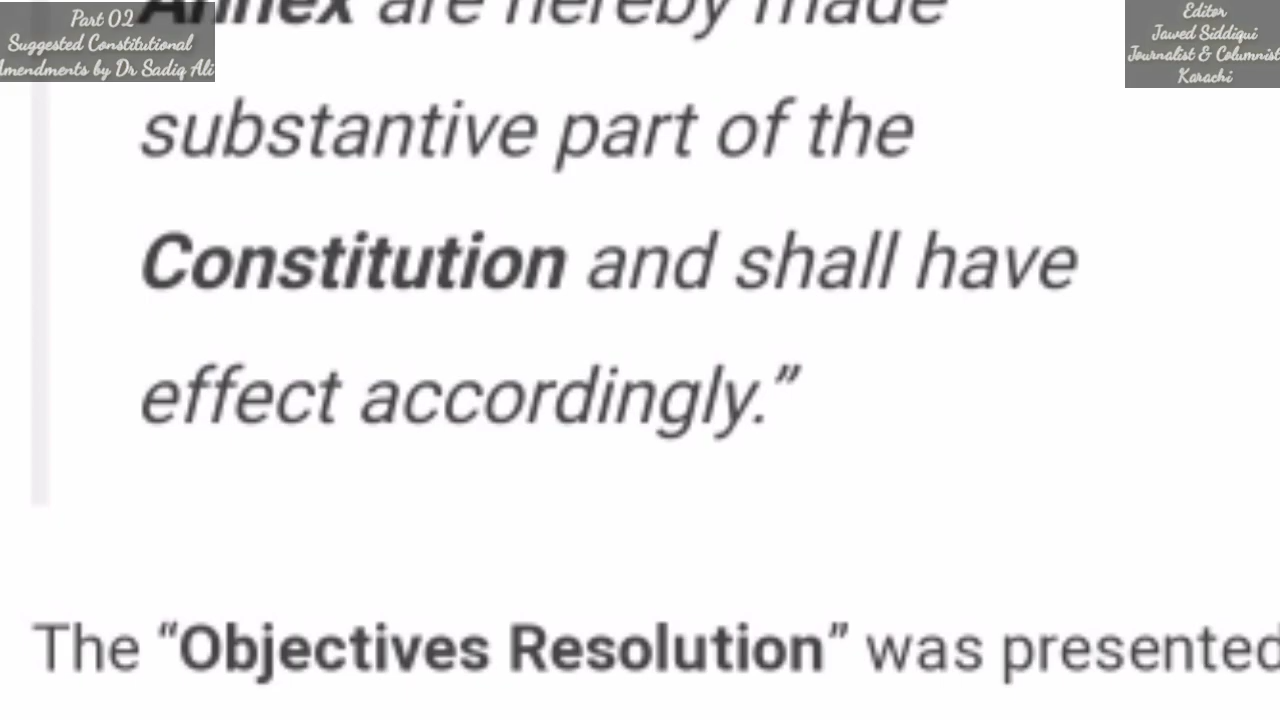 Part 02
Suggested Constitutional
Amendments by Dr Sadiq Ali
Editor
Jawed Siddiqui
Journalist & Columnist
Karachi
Annex are hereby made
substantive part of the
Constitution and shall have
effect accordingly.”
The “Objectives Resolution” was presented